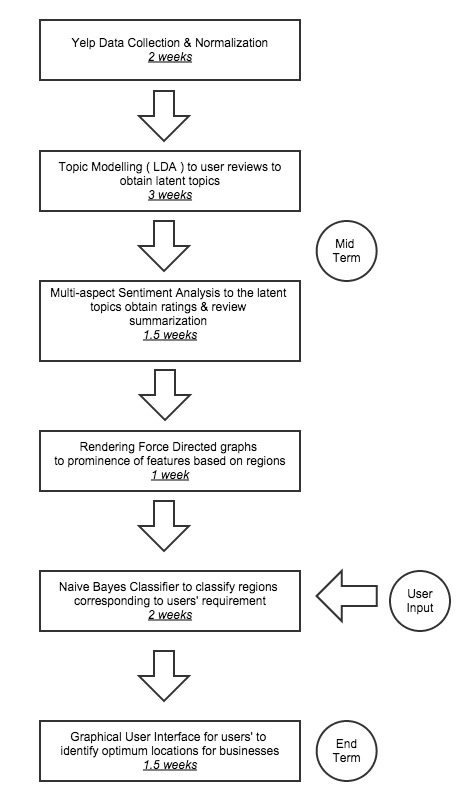 Yelp Data Collection & Normalization
2 weeks
Topic Modelling ( LDA ) to user reviews to
obtain latent topics
3 weeks
Mid
Term
Multi-aspect Sentiment Analysis to the latent
topics obtain ratings & review
summarization
1.5 weeks
Rendering Force Directed graphs
to prominence of features based on regions
1 week
Naive Bayes Classifier to classify regions
corresponding to users' requirement
2 weeks
User
Input
Graphical User Interface for users' to
identify optimum locations for businesses
1.5 weeks
End
Term